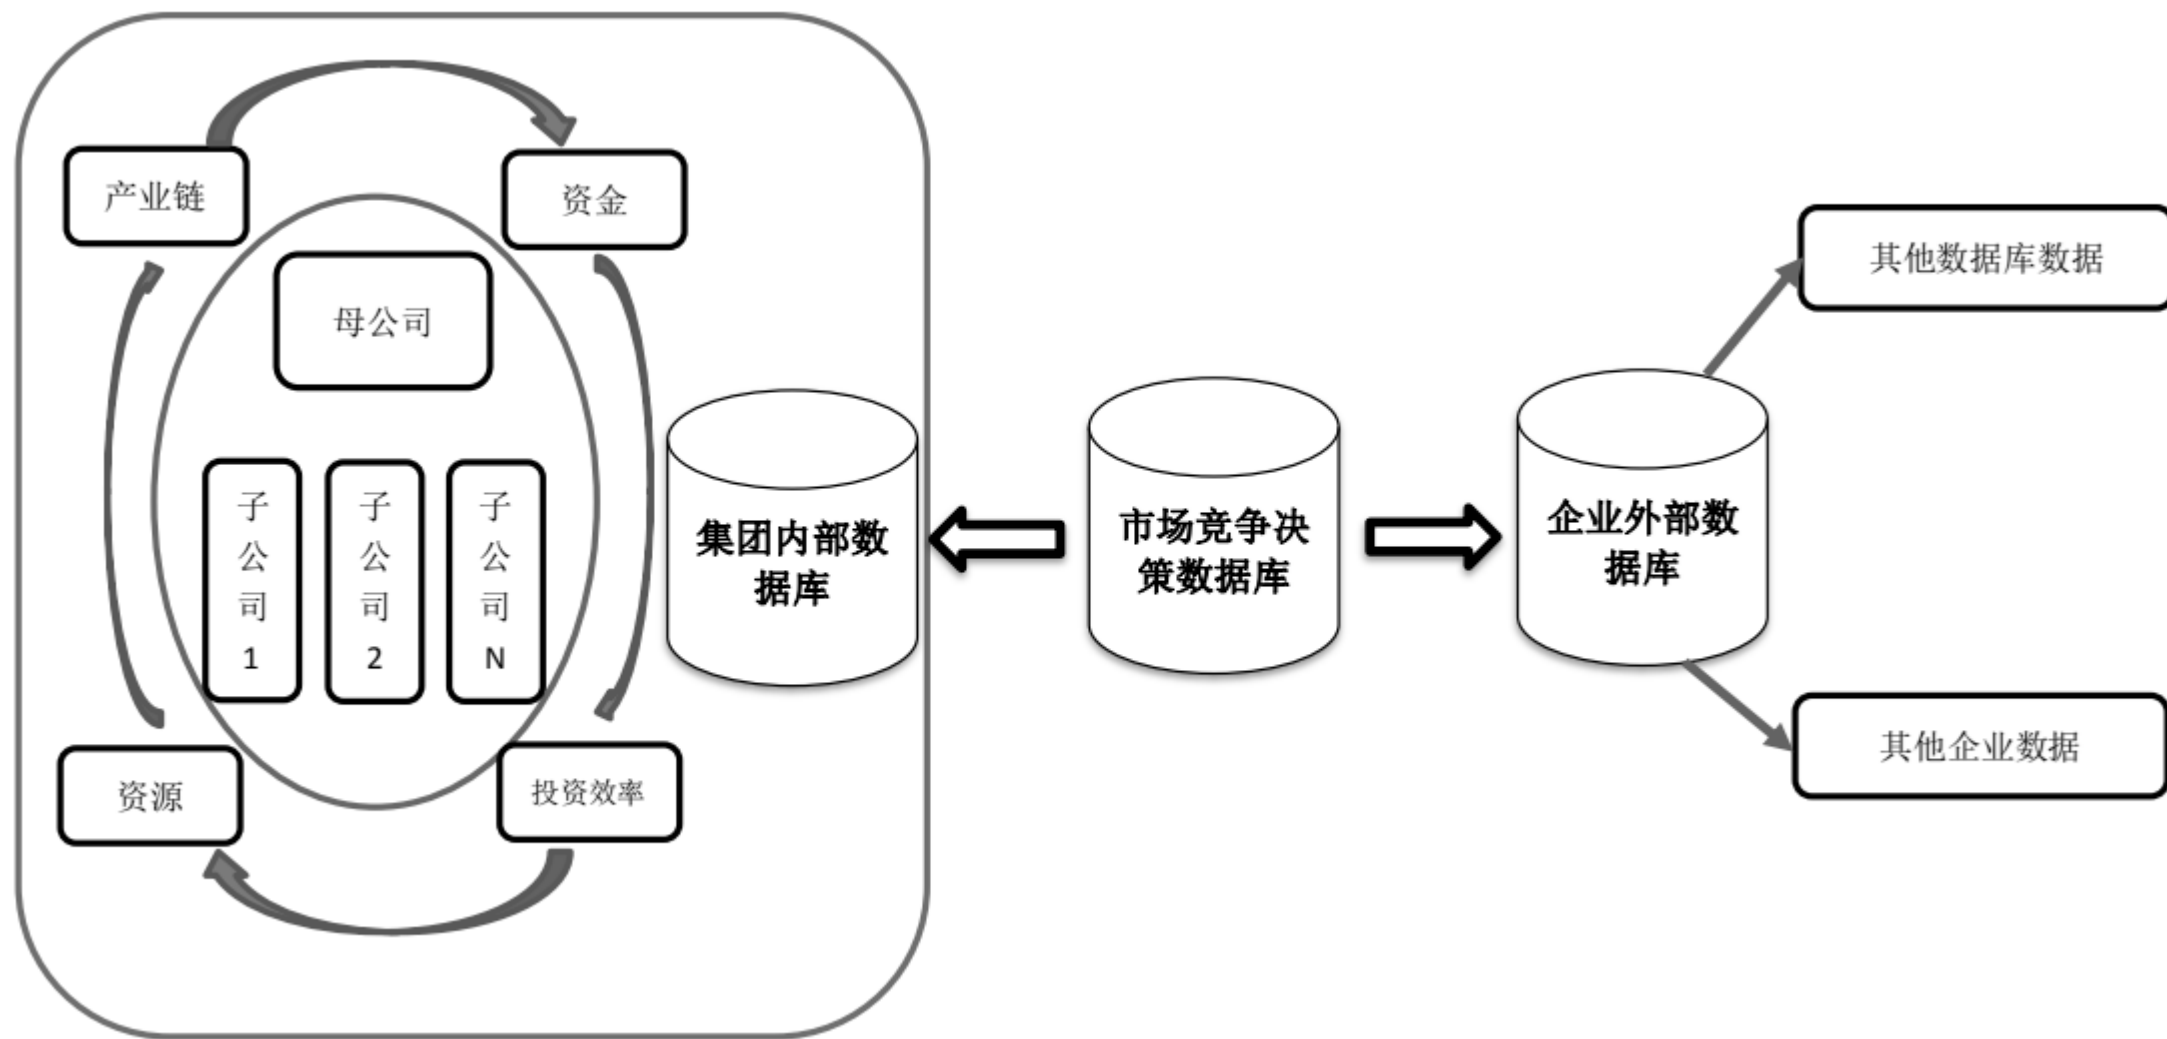 产业链
资金
母公司
子
公
司
1
子
公
司
2
子
公
司
N
资源
投资效率
集团内部数
据库
市场竞争决
策数据库
企业外部数
据库
其他数据库数据
其他企业数据